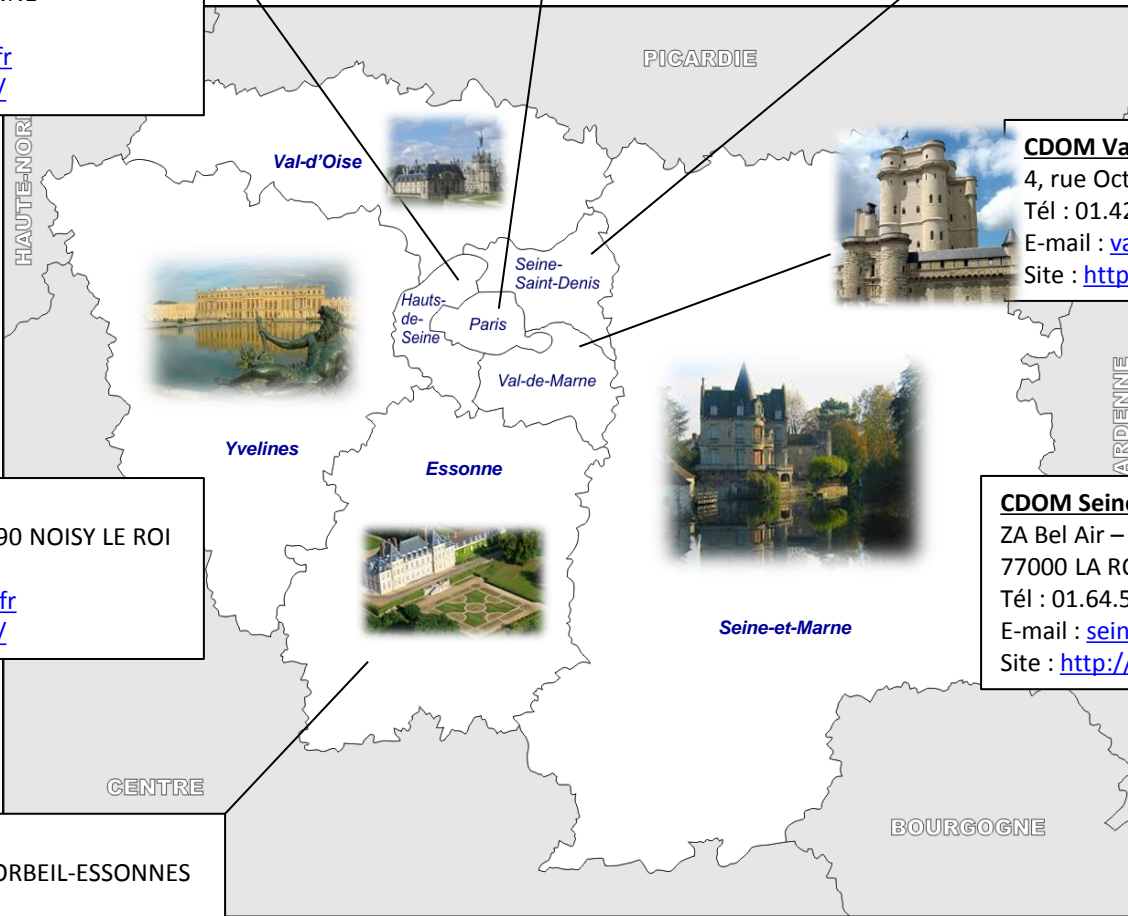 fr
/
PICARDIE
HAUTE-NOR
Val-d'Oise
CDOM Va
4, rue Oct
Tél : 01.42
E-mail : va
Site : http
Seine-
Saint-Denis
Hauts-
de-
Seine
Paris
Val-de-Marne
ARDENNE
Yvelines
Essonne
90 NOISY LE ROI
fr
/
CDOM Seine
ZA Bel Air –
77000 LA RO
Tél : 01.64.5
E-mail : sein
Site : http://
Seine-et-Marne
CENTRE
BOURGOGNE
ORBEIL-ESSONNES